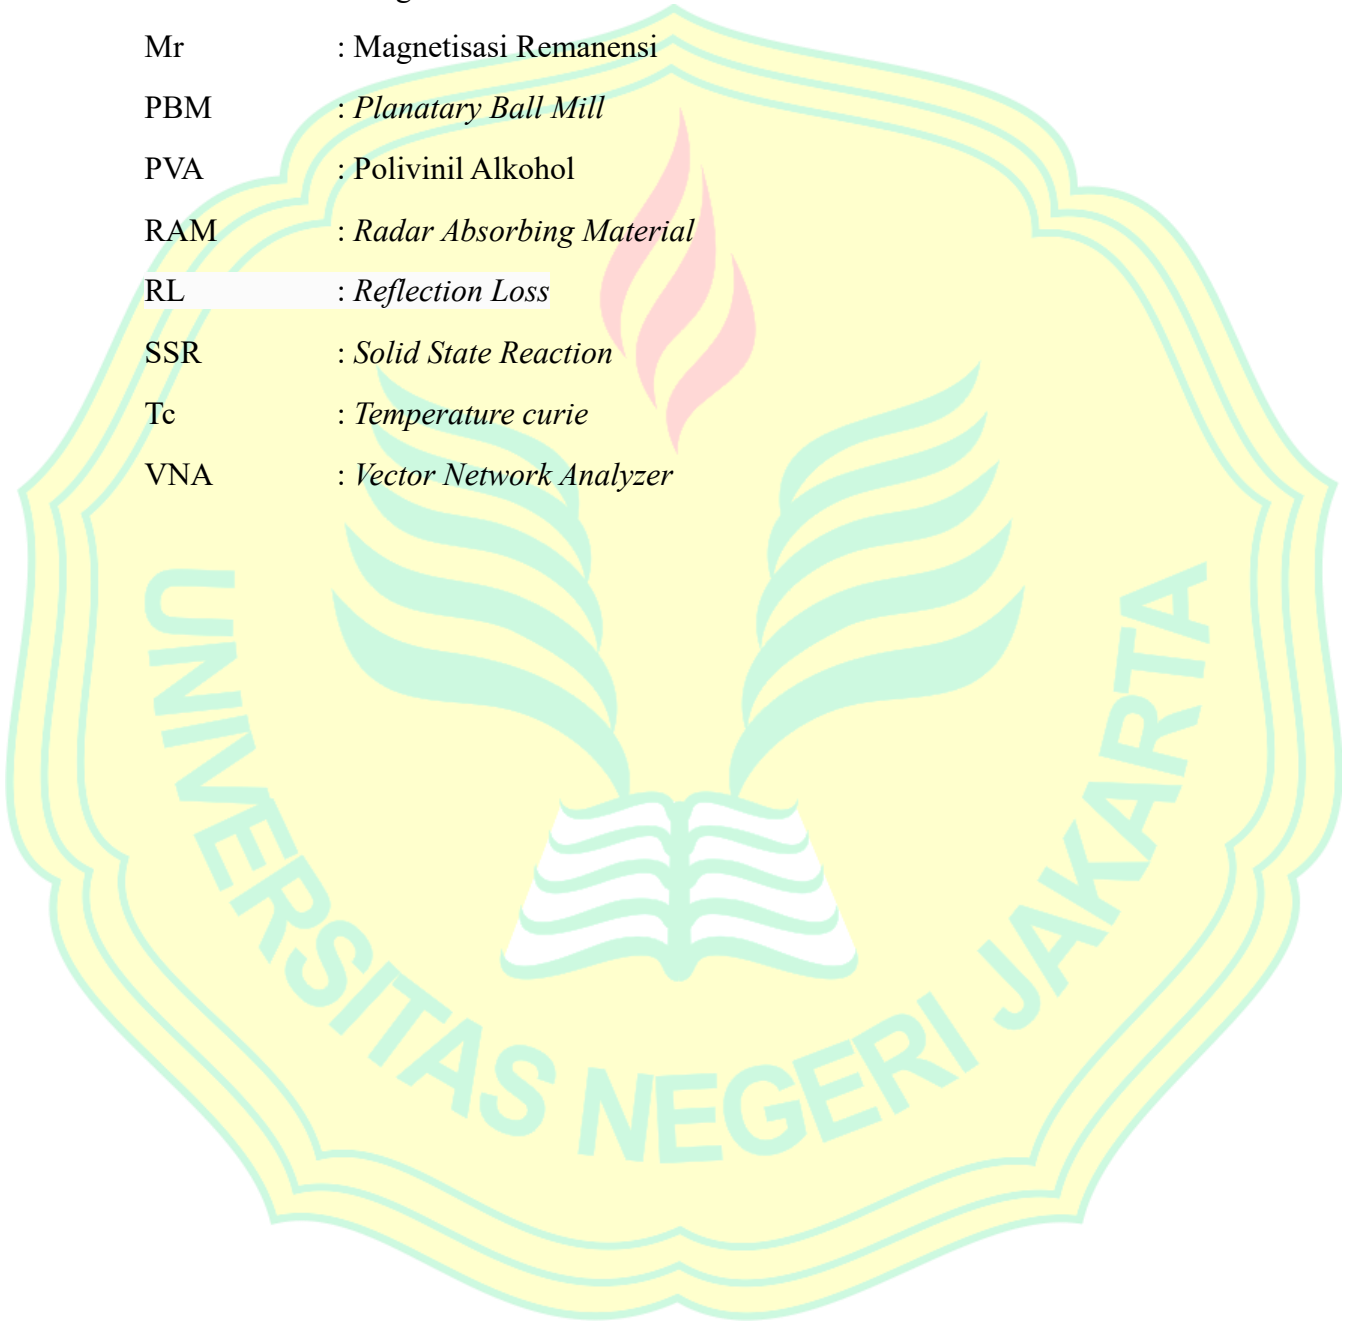 Mr : Magnetisasi Remanensi
PBM : Planatary Ball Mill
PVA : Polivinil Alkohol
RAM : Radar Absorbing Material
RL : Reflection Loss
SSR : Solid State Reaction
Tc : Temperature curie
VNA : Vector Network Analyzer
UNIVERSITAS NEGERI JAKARTA